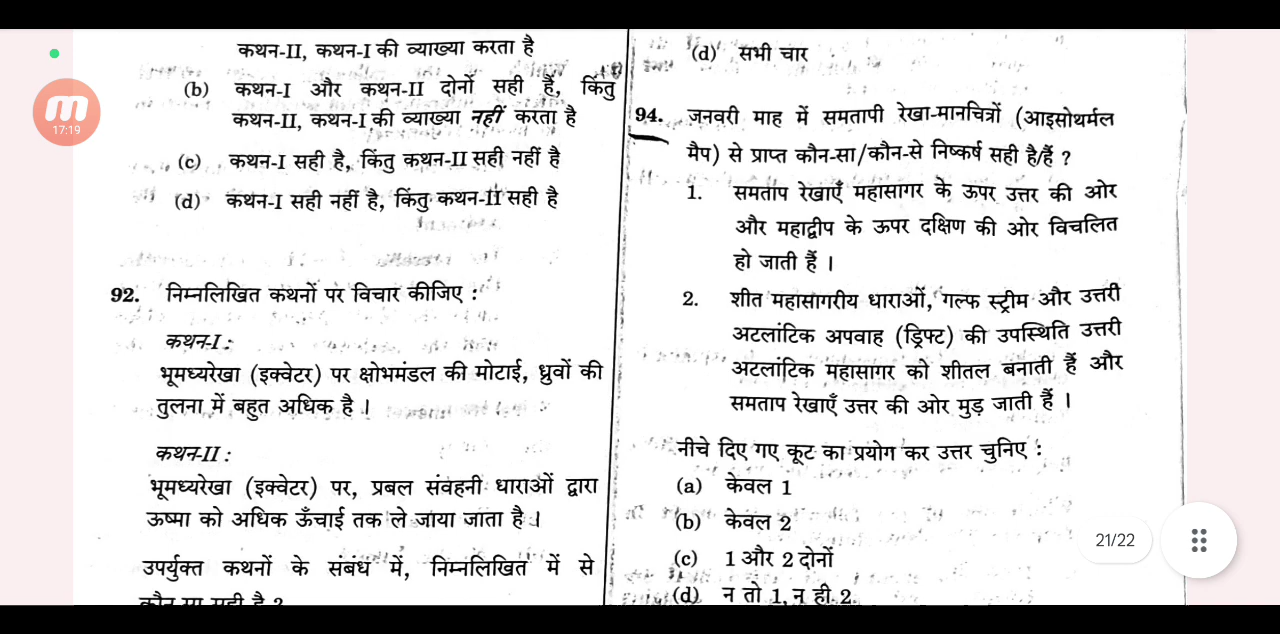 कथन-II, कथन-I की व्याख्या करता है
(b) कथन-I और कथन-II दोनों सही हैं, किंतु
कथन-II, कथन-I की व्याख्या नहीं करता है
(c) कथन-I सही है, किंतु कथन-II सही नहीं है
(d) कथन-I सही नहीं है, किंतु कथन-II सही है
92. निम्नलिखित कथनों पर विचार कीजिए :
कथन-I :
भूमध्यरेखा (इक्वेटर) पर क्षोभमंडल की मोटाई, ध्रुवों की
तुलना में बहुत अधिक है ।
कथन-II :
भूमध्यरेखा (इक्वेटर) पर, प्रबल संवहनी धाराओं द्वारा
ऊष्मा को अधिक ऊँचाई तक ले जाया जाता है ।
उपर्युक्त कथनों के संबंध में, निम्नलिखित में से
कौन सा सही है ?
(d) सभी चार
94. जनवरी माह में समतापी रेखा-मानचित्रों (आइसोथर्मल
मैप) से प्राप्त कौन-सा/कौन-से निष्कर्ष सही है/हैं ?
1. समताप रेखाएँ महासागर के ऊपर उत्तर की ओर
और महाद्वीप के ऊपर दक्षिण की ओर विचलित
हो जाती हैं ।
2. शीत महासागरीय धाराओं, गल्फ स्ट्रीम और उत्तरी
अटलांटिक अपवाह (ड्रिफ्ट) की उपस्थिति उत्तरी
अटलांटिक महासागर को शीतल बनाती हैं और
समताप रेखाएँ उत्तर की ओर मुड़ जाती हैं ।
नीचे दिए गए कूट का प्रयोग कर उत्तर चुनिए :
(a) केवल 1
(b) केवल 2
(c) 1 और 2 दोनों
(d) न तो 1, न ही 2
17:19
21/22